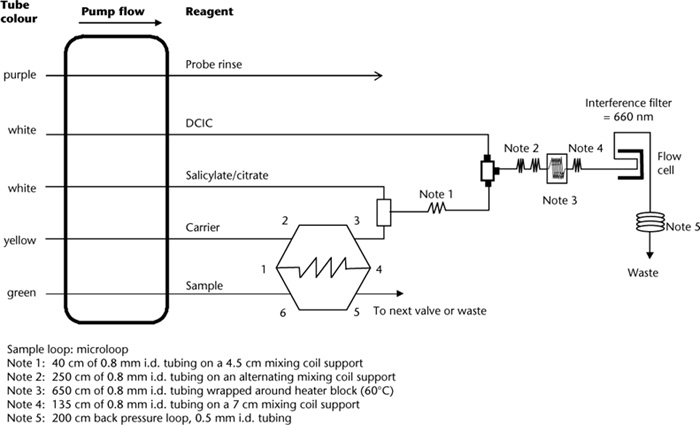 Tube
colour
Pump flow
Reagent
purple
Probe rinse
white
DCIC
white
Salicylate/citrate
yellow
Carrier
green
Sample
1
2
3
4
5
6
To next valve or waste
Note 1
Note 2
Note 4
Note 3
Interference filter
= 660 nm
Flow
cell
Note 5
Waste
Sample loop: microloop
Note 1: 40 cm of 0.8 mm i.d. tubing on a 4.5 cm mixing coil support
Note 2: 250 cm of 0.8 mm i.d. tubing on an alternating mixing coil support
Note 3: 650 cm of 0.8 mm i.d. tubing wrapped around heater block (60°C)
Note 4: 135 cm of 0.8 mm i.d. tubing on a 7 cm mixing coil support
Note 5: 200 cm back pressure loop, 0.5 mm i.d. tubing